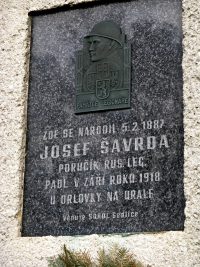 ZDE SE NARODIL 5.2.1887
JOSEF ŠAVRDA
PORUČÍK RUS. LEG.
PADL V ZÁŘÍ ROKU 1918
U ORLOVKY NA URALE
Věnuje SOKOL Sedlice